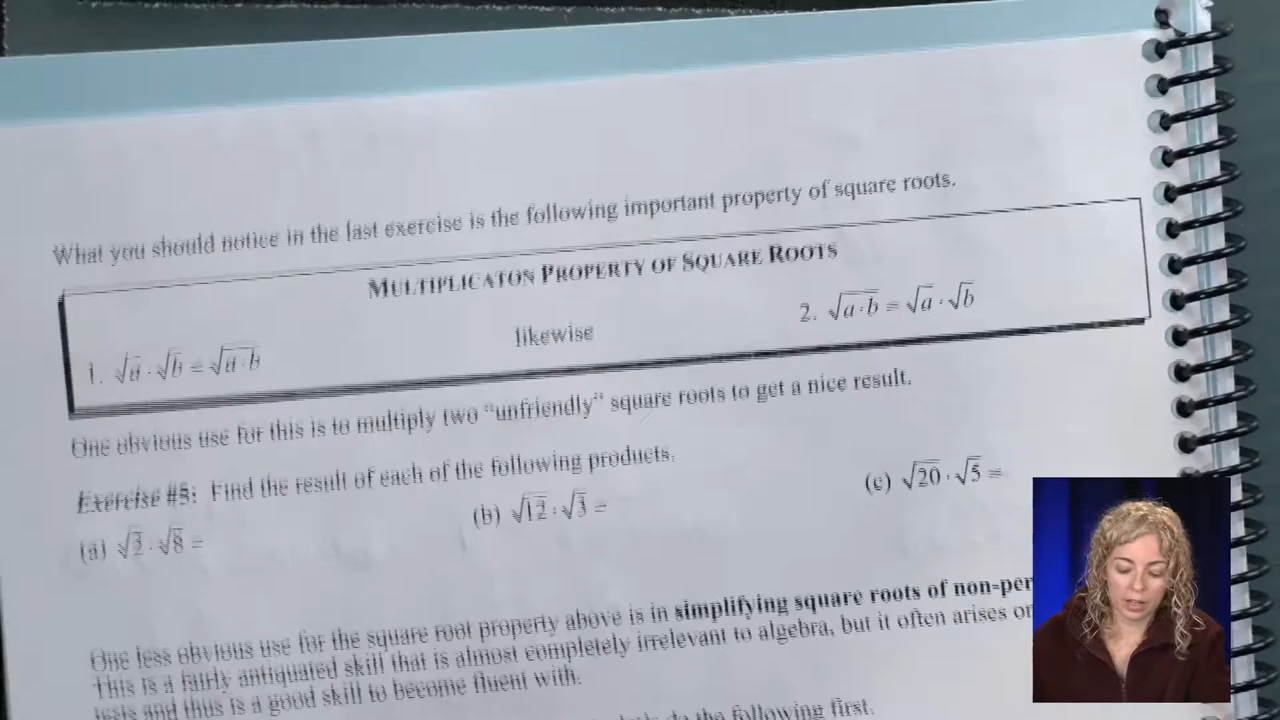 What you should notice in the last exercise is the following important property of square roots.
MULTIPLICATON PROPERTY OF SQUARE ROOTS
1. √a · √b = √a · b
likewise
2. √a · b = √a · √b
One obvious use for this is to multiply two “unfriendly” square roots to get a nice result.
Exercise #5: Find the result of each of the following products.
(a) √2 · √8 =
(b) √12 · √3 =
(c) √20 · √5 =
One less obvious use for the square root property above is in simplifying square roots of non-per
This is a fairly antiquated skill that is almost completely irrelevant to algebra, but it often arises on
tests and thus is a good skill to become fluent with.
do the following first.